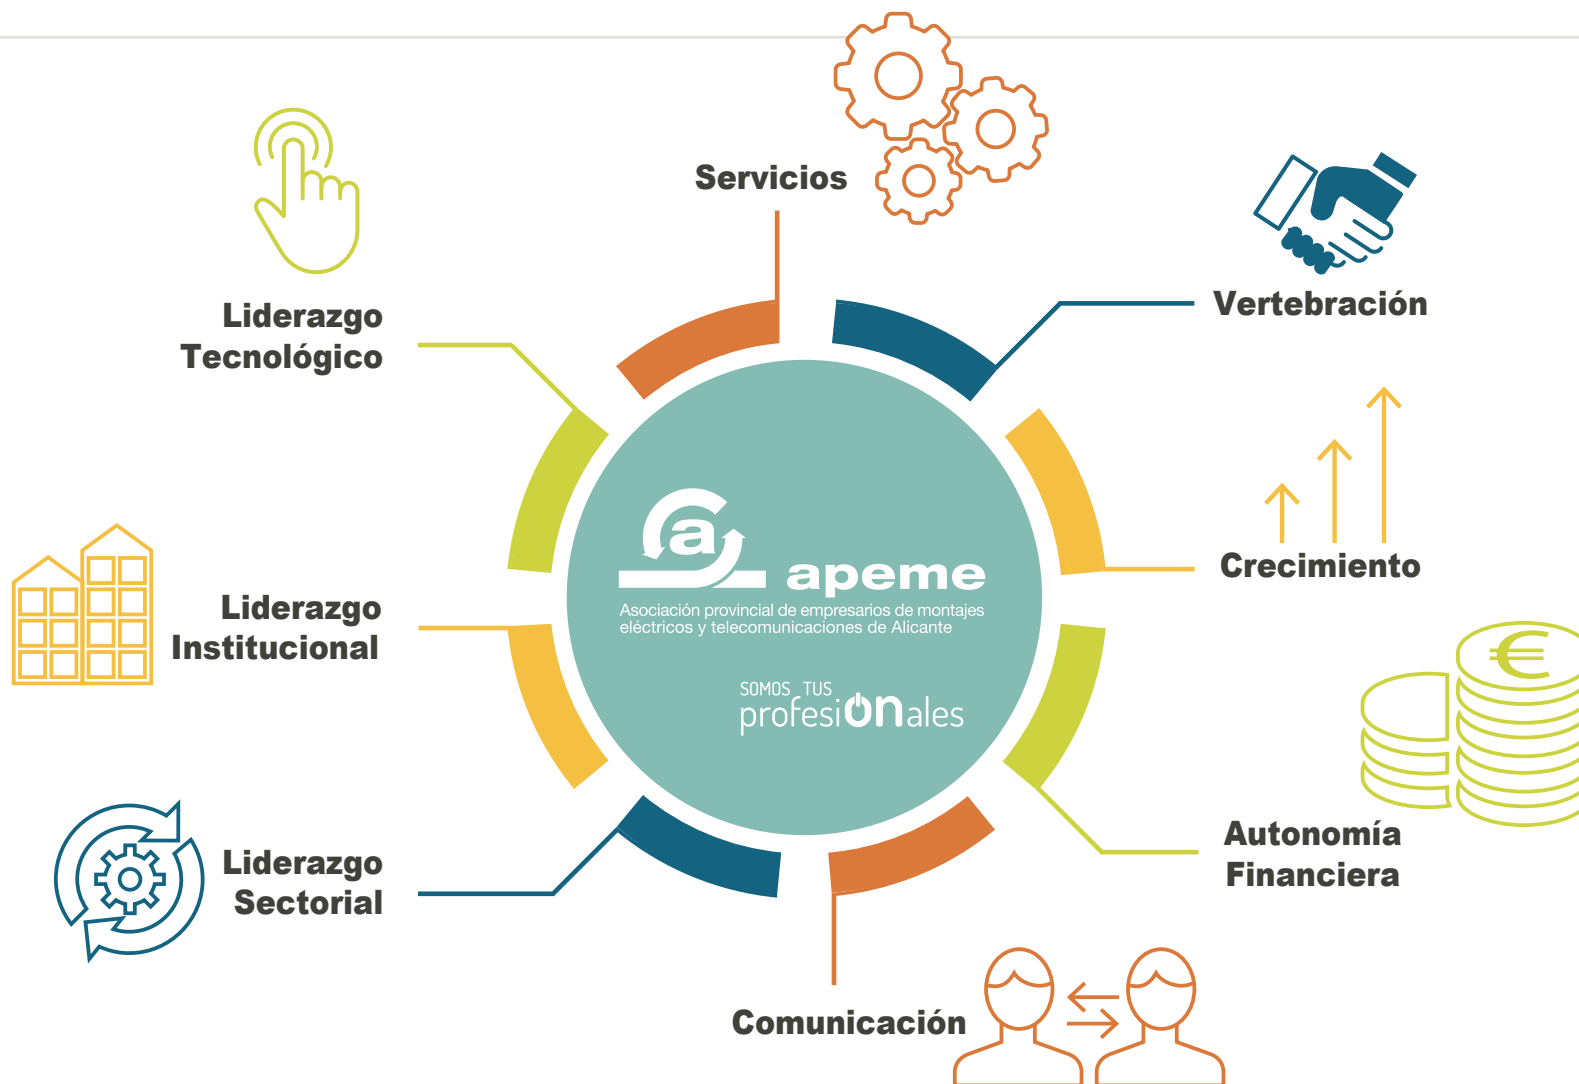 Servicios
Vertebración
Liderazgo
Tecnológico
Crecimiento
Liderazgo
Institucional
a
apeme
Asociación provincial de empresarios de montajes
eléctricos y telecomunicaciones de Alicante
SOMOS TUS
profesiONales
€
Autonomía
Financiera
Liderazgo
Sectorial
Comunicación